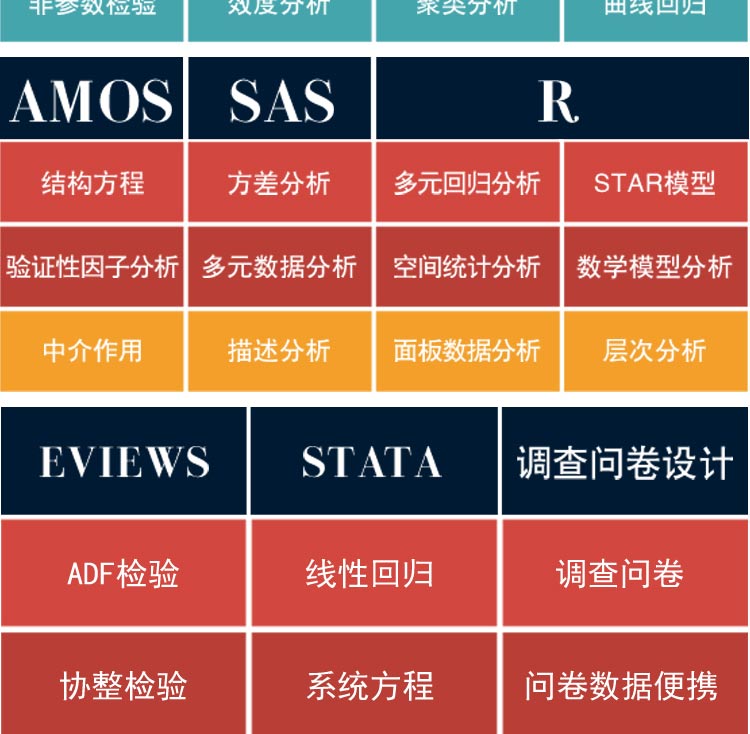 非参数检验 效度分析 聚类分析 曲线回归
AMOS SAS R
结构方程 方差分析 多元回归分析 STAR模型
验证性因子分析 多元数据分析 空间统计分析 数学模型分析
中介作用 描述分析 面板数据分析 层次分析
EVIEWS STATA 调查问卷设计
ADF检验 线性回归 调查问卷
协整检验 系统方程 问卷数据便携